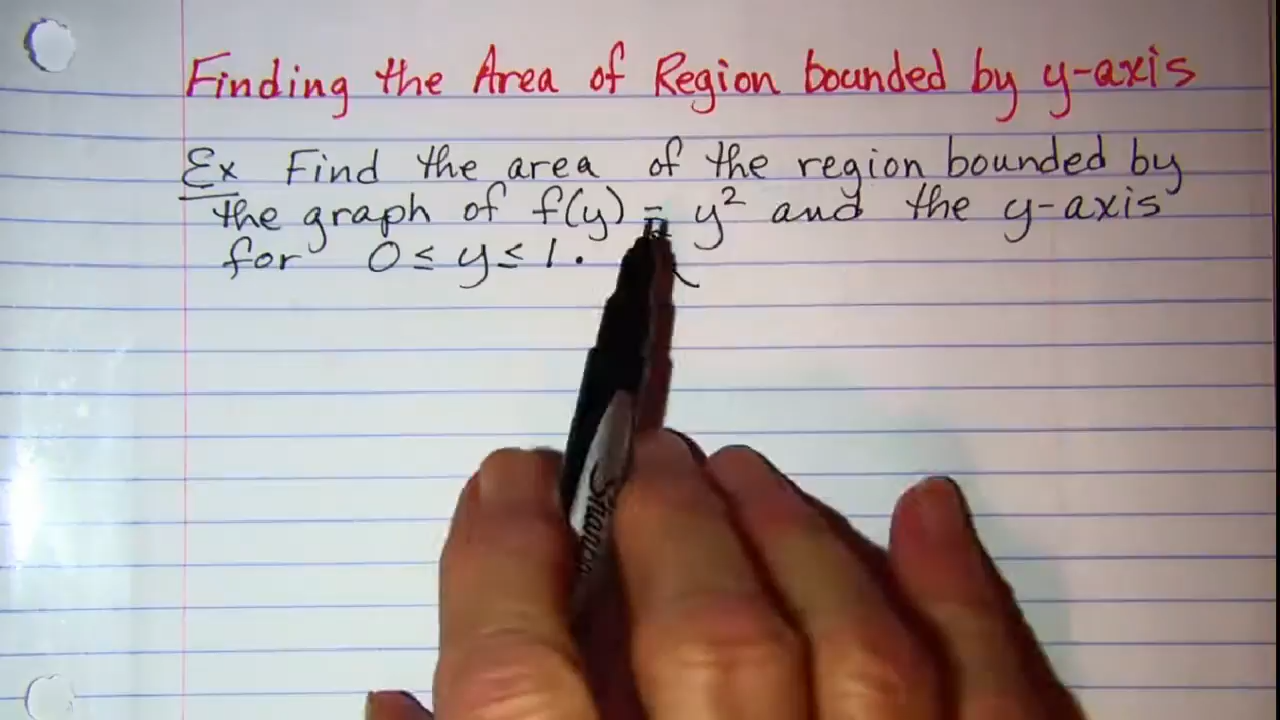 Finding the Area of Region bounded by y-axis
Ex Find the area of the region bounded by
the graph of f(y) = y² and the y-axis
for 0 ≤ y ≤ 1.